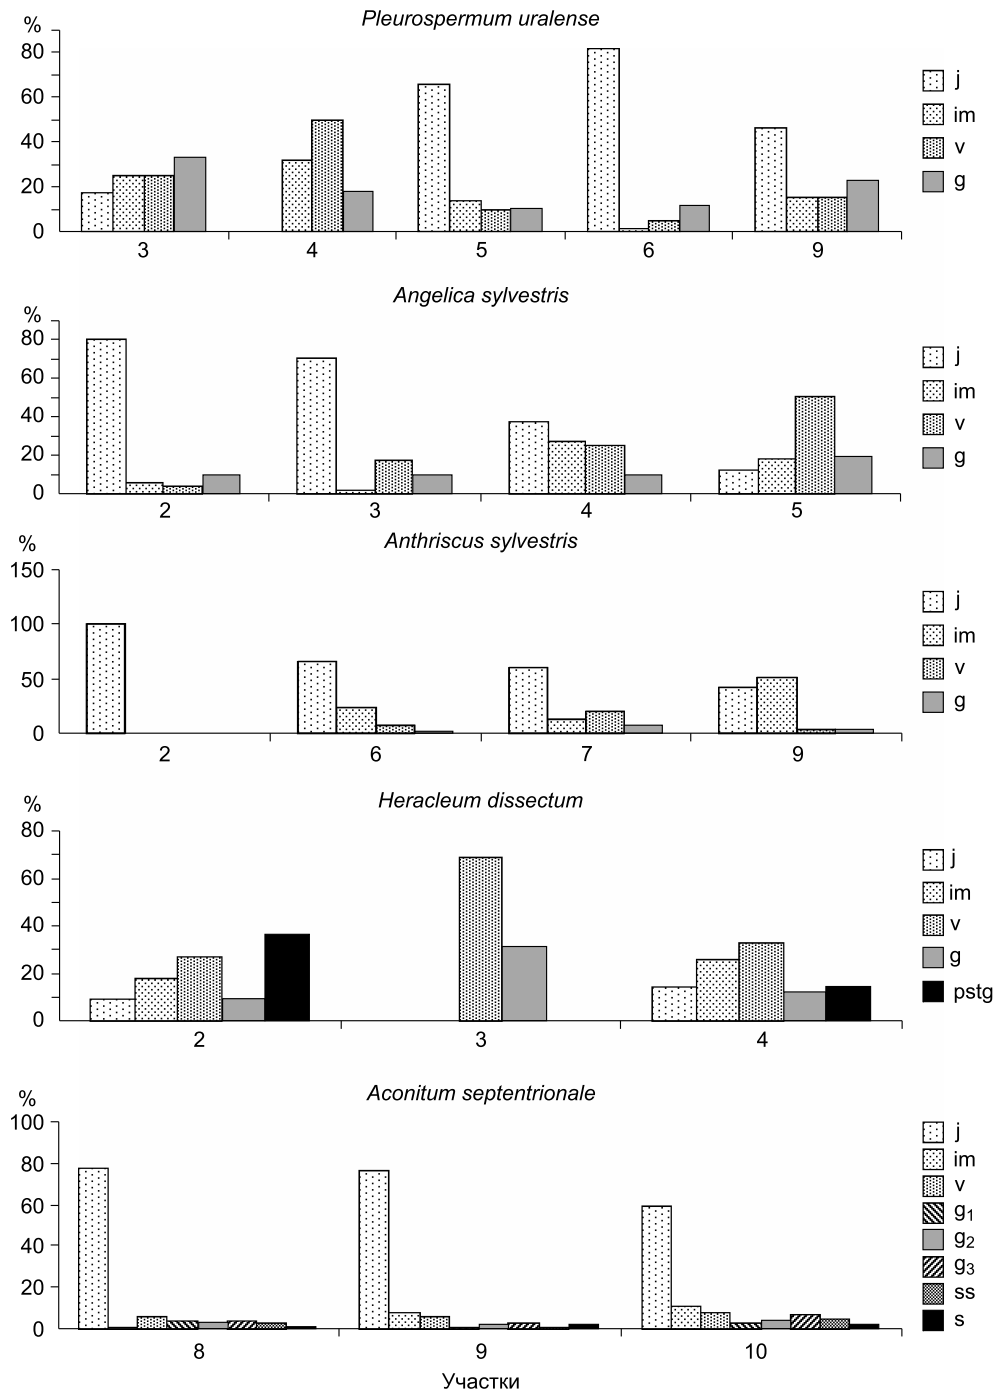 Pleurospermum uralense
%
80
60
40
20
0
3 4 5 6 9
j
im
v
g
Angelica sylvestris
%
80
60
40
20
0
2 3 4 5
j
im
v
g
Anthriscus sylvestris
%
150
100
50
0
2 6 7 9
j
im
v
g
Heracleum dissectum
%
80
60
40
20
0
2 3 4
j
im
v
g
pstg
Aconitum septentrionale
%
100
80
60
40
20
0
8 9 10
j
im
v
g1
g2
g3
ss
s
Участки